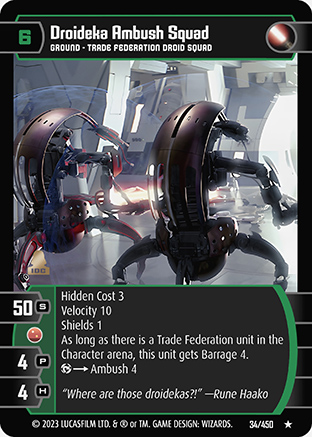 6
Droideka Ambush Squad
GROUND - TRADE FEDERATION DROID SQUAD
IDC
50 S
4 P
4 H
Hidden Cost 3
Velocity 10
Shields 1
As long as there is a Trade Federation unit in the
Character arena, this unit gets Barrage 4.
→ Ambush 4
“Where are those droidekas?!” —Rune Haako
© 2023 LUCASFILM LTD. & ® or TM. GAME DESIGN: WIZARDS. 34/450 ★